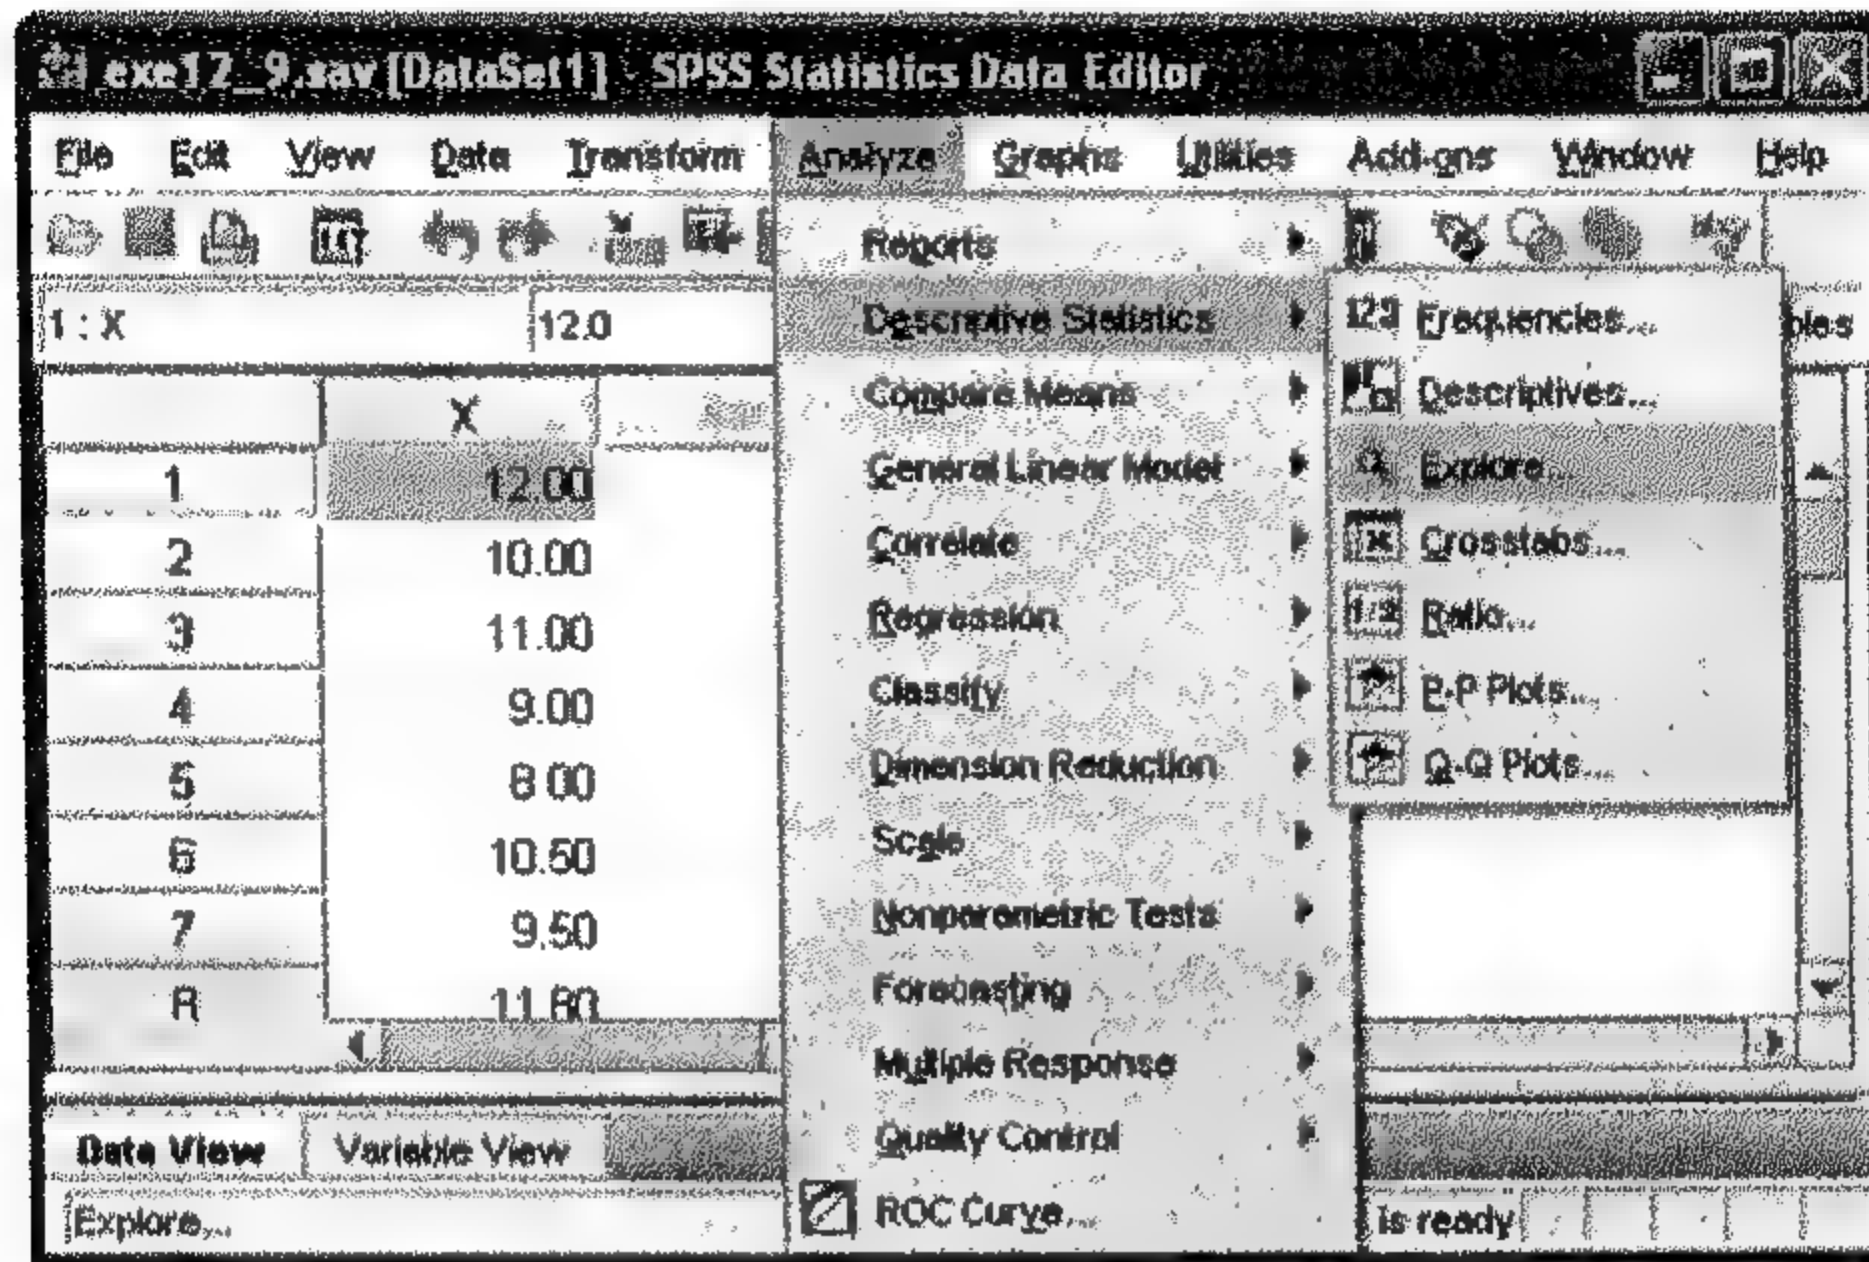 exe12_9.sav [DataSet1] - SPSS Statistics Data Editor
File Edit View Data Transform Analyze Graphs Utilities Add-ons Window Help
1 : X 12.0
X
1 12.00
2 10.00
3 11.00
4 9.00
5 8.00
6 10.50
7 9.50
8
Data View Variable View
Explore...
Reports
Descriptive Statistics
Compare Means
General Linear Model
Correlate
Regression
Classify
Dimension Reduction
Scale
Nonparametric Tests
Forecasting
Multiple Response
Quality Control
ROC Curve...
123 Frequencies...
Descriptives...
Explore...
Crosstabs...
Ratio...
P-P Plots...
Q-Q Plots...
bles
is ready